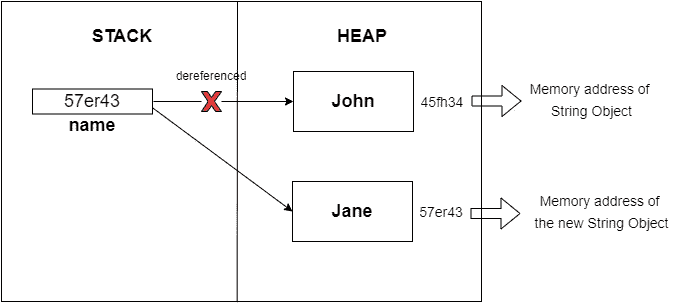 STACK
HEAP
dereferenced
57er43
name
John
45fh34
Memory address of
String Object
Jane
57er43
Memory address of
the new String Object